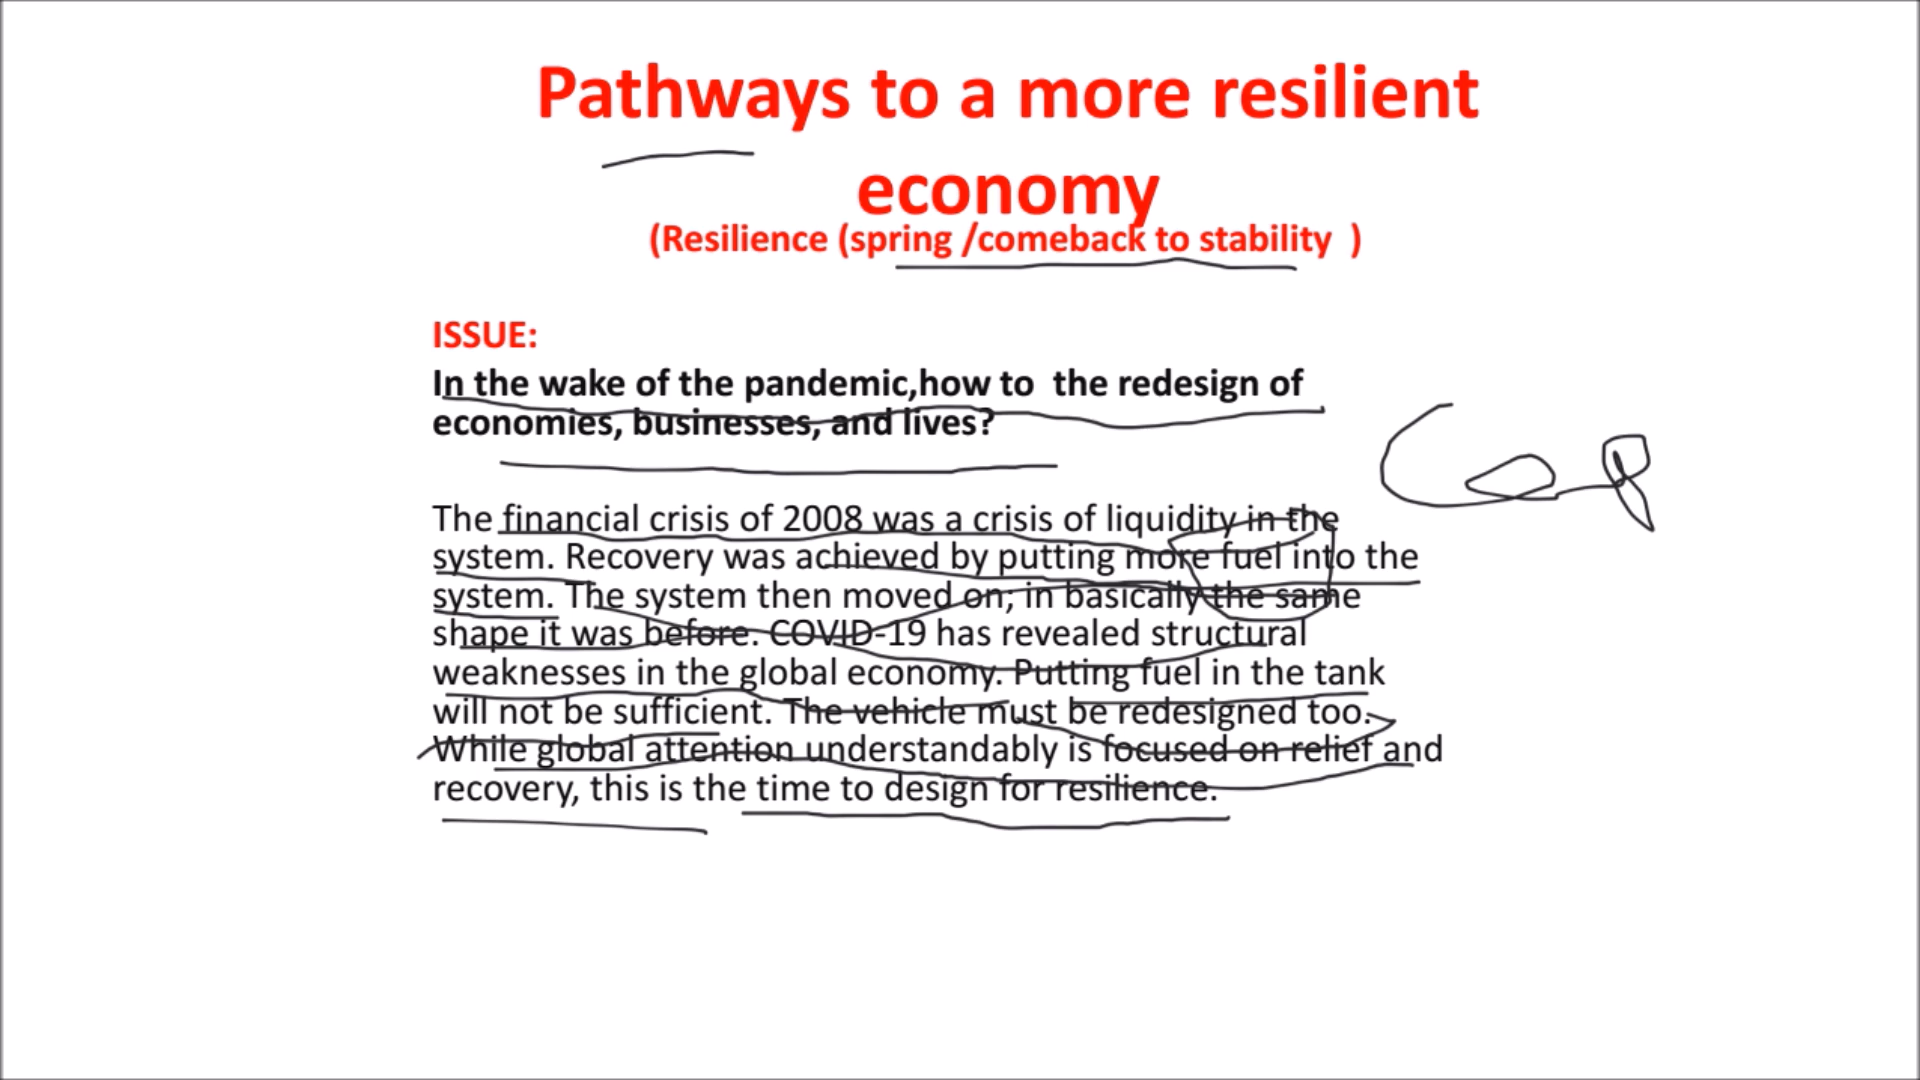 Pathways to a more resilient
economy
(Resilience (spring /comeback to stability  )
ISSUE:
In the wake of the pandemic,how to  the redesign of
economies, businesses, and lives?
The financial crisis of 2008 was a crisis of liquidity in the
system. Recovery was achieved by putting more fuel into the
system. The system then moved on; in basically the same
shape it was before. COVID-19 has revealed structural
weaknesses in the global economy. Putting fuel in the tank
will not be sufficient. The vehicle must be redesigned too.
While global attention understandably is focused on relief and
recovery, this is the time to design for resilience.